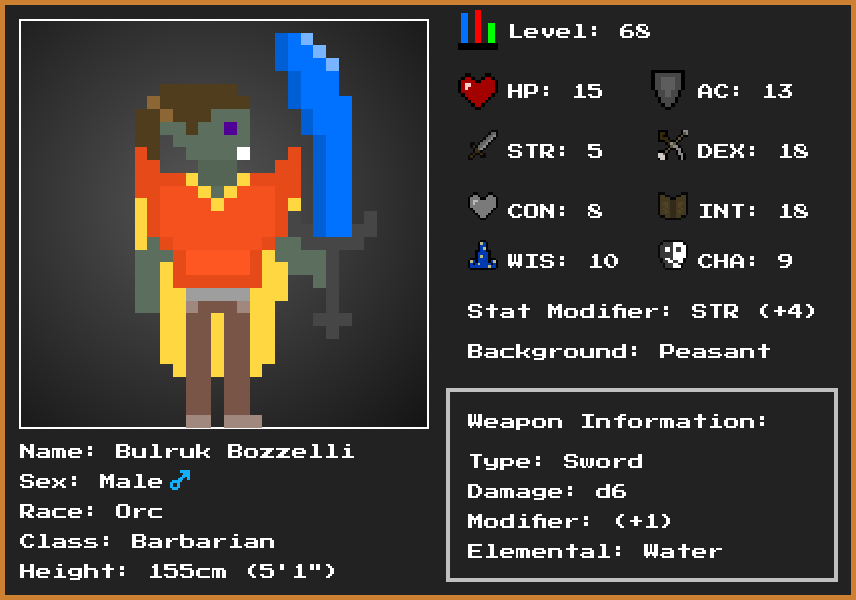 Level: 68
HP: 15
AC: 13
STR: 5
DEX: 18
CON: 8
INT: 18
WIS: 10
CHA: 9
Stat Modifier: STR (+4)
Background: Peasant
Weapon Information:
Type: Sword
Damage: d6
Modifier: (+1)
Elemental: Water
Name: Bulruk Bozzelli
Sex: Male ♂
Race: Orc
Class: Barbarian
Height: 155cm (5'1")